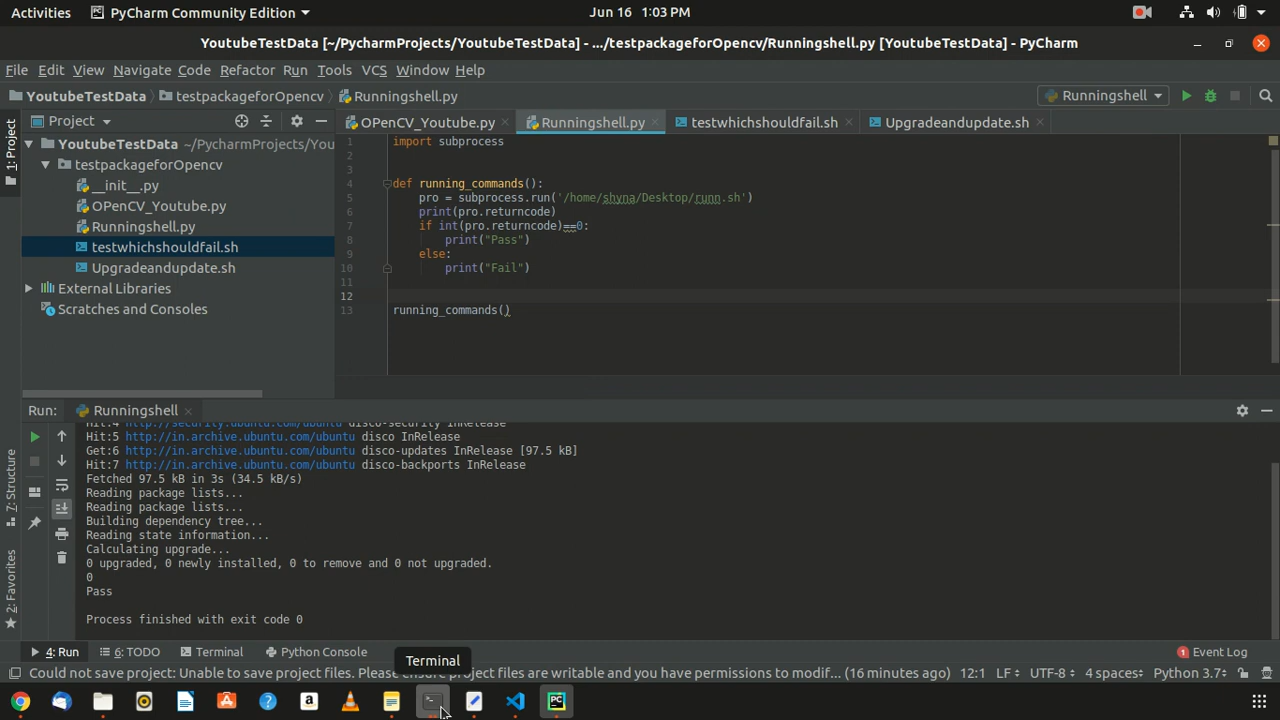 Activities PyCharm Community Edition Jun 16 1:03 PM
YoutubeTestData [~/PycharmProjects/YoutubeTestData] - .../testpackageforOpencv/Runningshell.py [YoutubeTestData] - PyCharm
File Edit View Navigate Code Refactor Run Tools VCS Window Help
YoutubeTestData testpackageforOpencv Runningshell.py Runningshell
1: Project
Project
OPenCV_Youtube.py Runningshell.py testwhichshouldfail.sh Upgradeandupdate.sh
YoutubeTestData ~/PycharmProjects/You
testpackageforOpencv
__init__.py
OPenCV_Youtube.py
Runningshell.py
testwhichshouldfail.sh
Upgradeandupdate.sh
External Libraries
Scratches and Consoles
1 import subprocess
2
3
4 def running_commands():
5 pro = subprocess.run('/home/shyna/Desktop/runn.sh')
6 print(pro.returncode)
7 if int(pro.returncode)==0:
8 print("Pass")
9 else:
10 print("Fail")
11
12
13 running_commands()
Run: Runningshell
Hit:4 http://security.ubuntu.com/ubuntu disco-security InRelease
Hit:5 http://in.archive.ubuntu.com/ubuntu disco InRelease
Get:6 http://in.archive.ubuntu.com/ubuntu disco-updates InRelease [97.5 kB]
Hit:7 http://in.archive.ubuntu.com/ubuntu disco-backports InRelease
Fetched 97.5 kB in 3s (34.5 kB/s)
Reading package lists...
Reading package lists...
Building dependency tree...
Reading state information...
Calculating upgrade...
0 upgraded, 0 newly installed, 0 to remove and 0 not upgraded.
0
Pass
Process finished with exit code 0
7: Structure
2: Favorites
4: Run 6: TODO Terminal Python Console 1 Event Log
Terminal
Could not save project: Unable to save project files. Please ensure project files are writable and you have permissions to modif... (16 minutes ago) 12:1 LF UTF-8 4 spaces Python 3.7